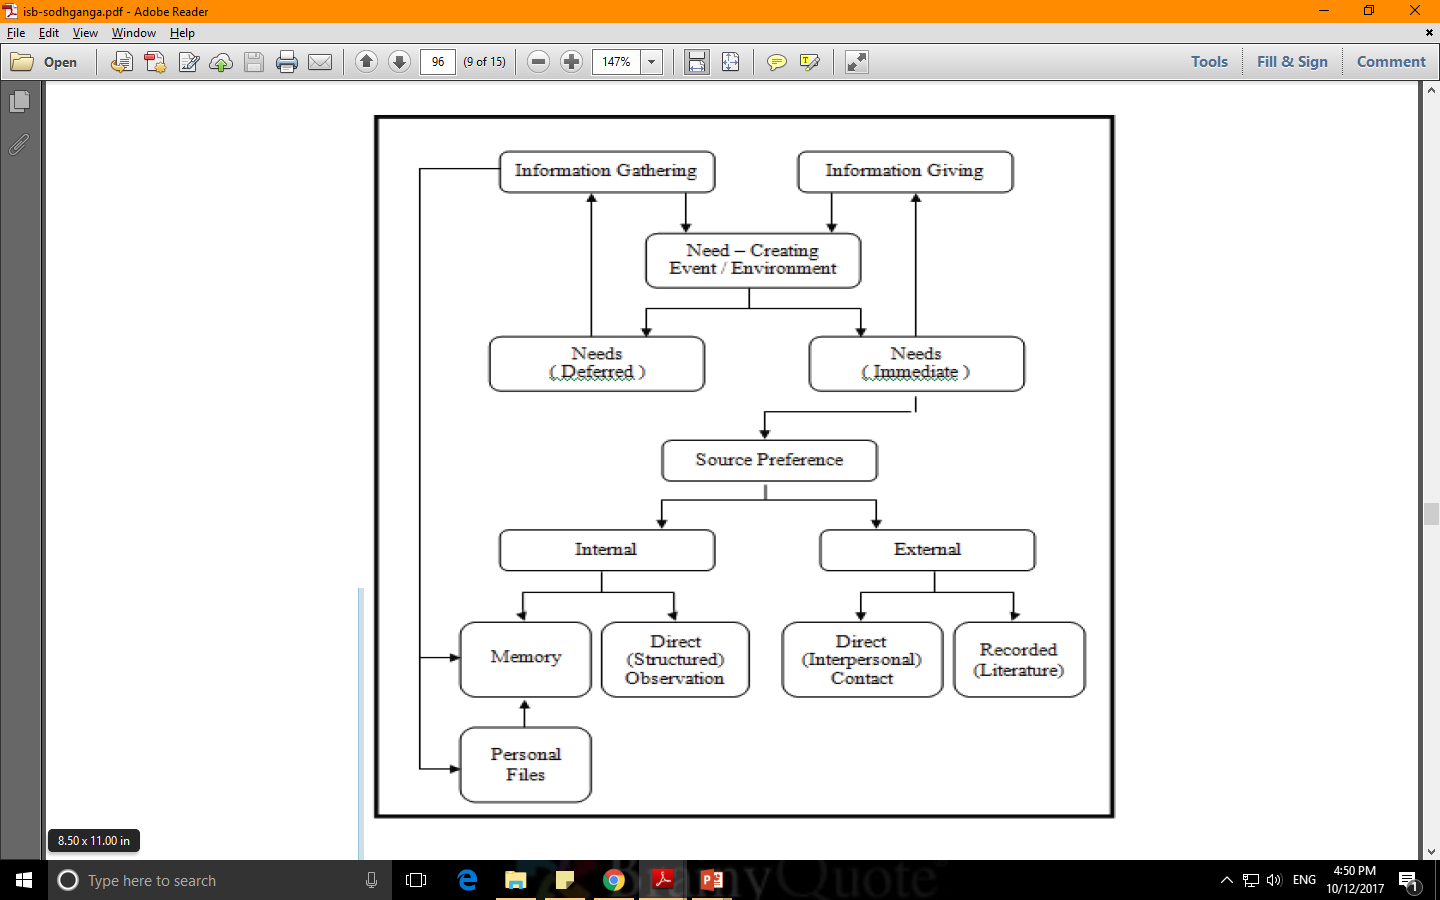 isb-sodhganga.pdf - Adobe Reader
File Edit View Window Help
Open 96 (9 of 15) 147% Tools Fill & Sign Comment
Information Gathering Information Giving
Need – Creating
Event / Environment
Needs
( Deferred )
Needs
( Immediate )
Source Preference
Internal External
Memory
Direct
(Structured)
Observation
Direct
(Interpersonal)
Contact
Recorded
(Literature)
Personal
Files
8.50 x 11.00 in
Type here to search
ENG
4:50 PM
10/12/2017
1